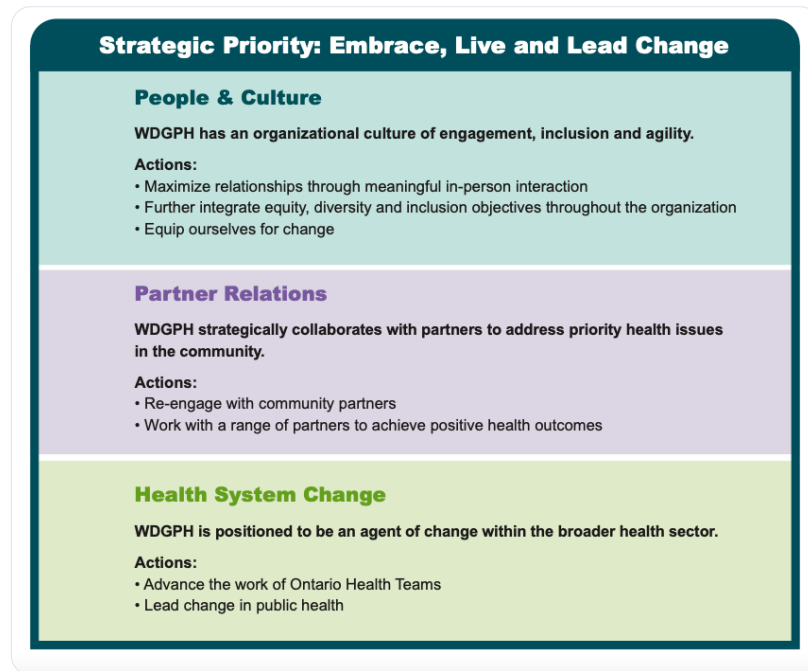 Strategic Priority: Embrace, Live and Lead Change
People & Culture
WDGPH has an organizational culture of engagement, inclusion and agility.
Actions:
• Maximize relationships through meaningful in-person interaction
• Further integrate equity, diversity and inclusion objectives throughout the organization
• Equip ourselves for change
Partner Relations
WDGPH strategically collaborates with partners to address priority health issues
in the community.
Actions:
• Re-engage with community partners
• Work with a range of partners to achieve positive health outcomes
Health System Change
WDGPH is positioned to be an agent of change within the broader health sector.
Actions:
• Advance the work of Ontario Health Teams
• Lead change in public health